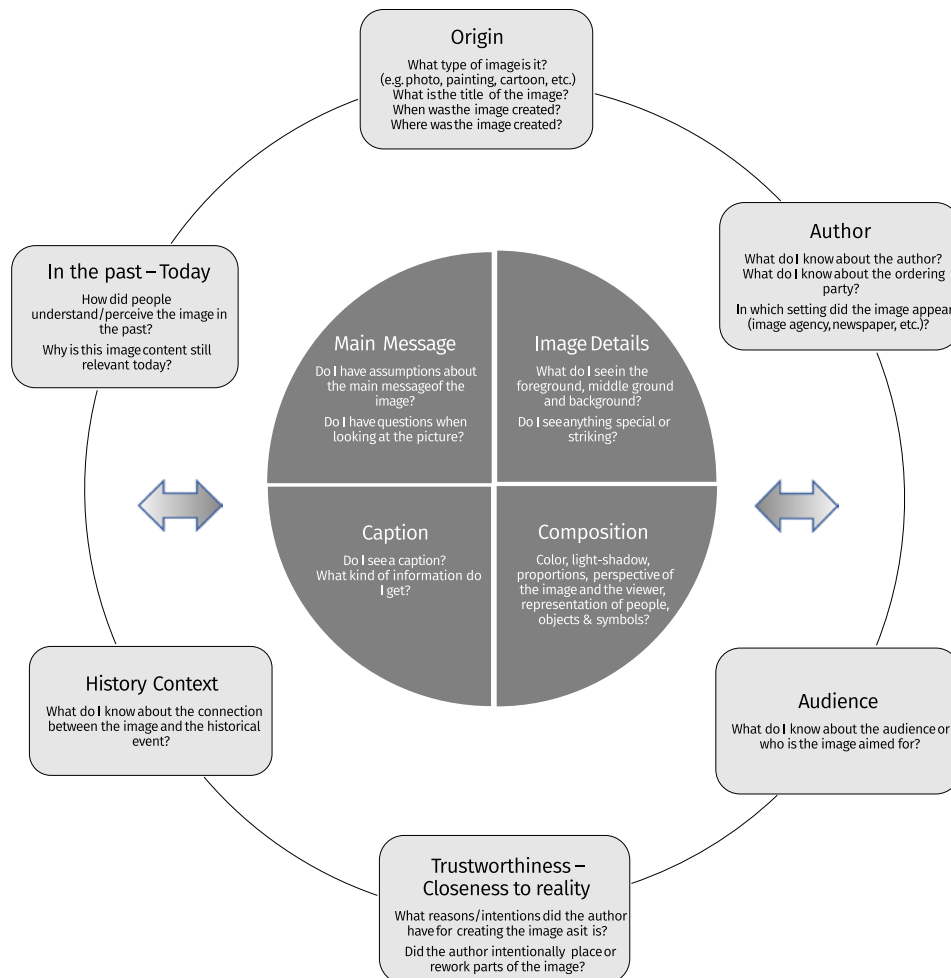 Origin
What type of image is it?
(e.g. photo, painting, cartoon, etc.)
What is the title of the image?
When was the image created?
Where was the image created?
Author
What do I know about the author?
What do I know about the ordering
party?
In which setting did the image appear
(image agency, newspaper, etc.)?
In the past – Today
How did people
understand/perceive the image in
the past?
Why is this image content still
relevant today?
Main Message
Do I have assumptions about
the main message of the
image?
Do I have questions when
looking at the picture?
Image Details
What do I see in the
foreground, middle ground
and background?
Do I see anything special or
striking?
Caption
Do I see a caption?
What kind of information do
I get?
Composition
Color, light-shadow,
proportions, perspective of
the image and the viewer,
representation of people,
objects & symbols?
History Context
What do I know about the connection
between the image and the historical
event?
Audience
What do I know about the audience or
who is the image aimed for?
Trustworthiness –
Closeness to reality
What reasons/intentions did the author
have for creating the image as it is?
Did the author intentionally place or
rework parts of the image?